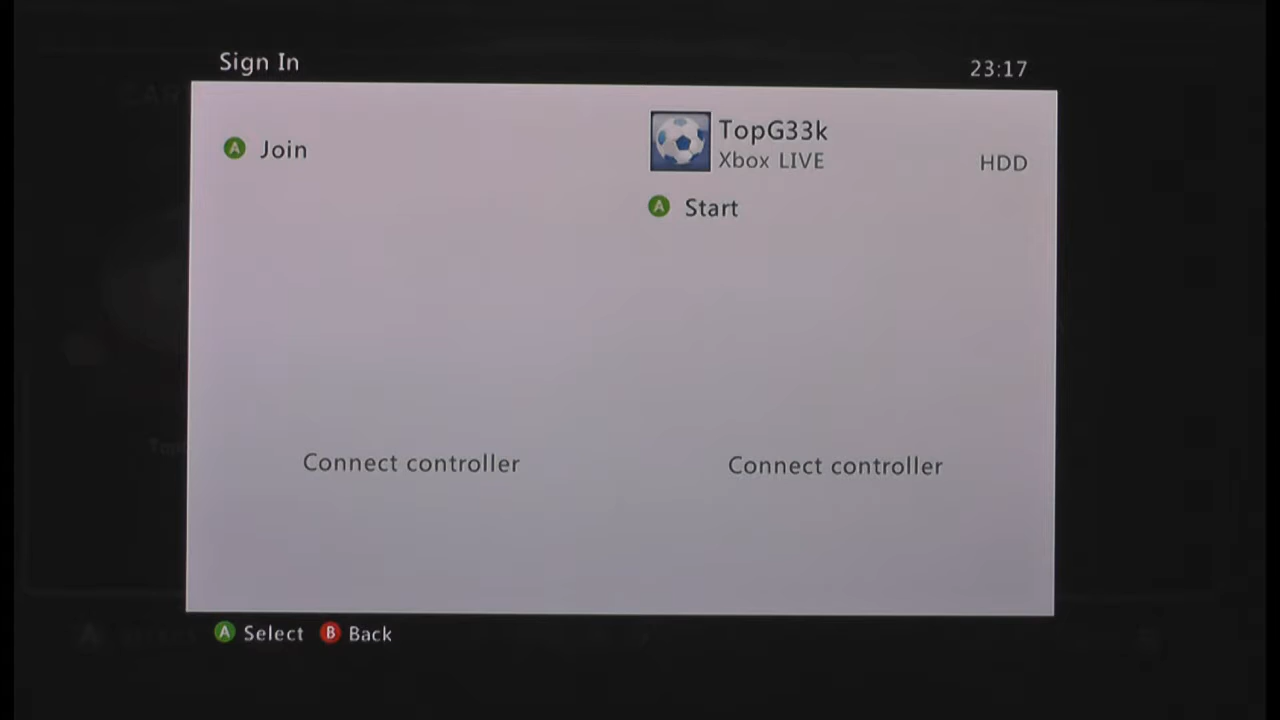 Sign In
23:17
A Join
TopG33k
Xbox LIVE
HDD
A Start
Connect controller
Connect controller
A Select B Back